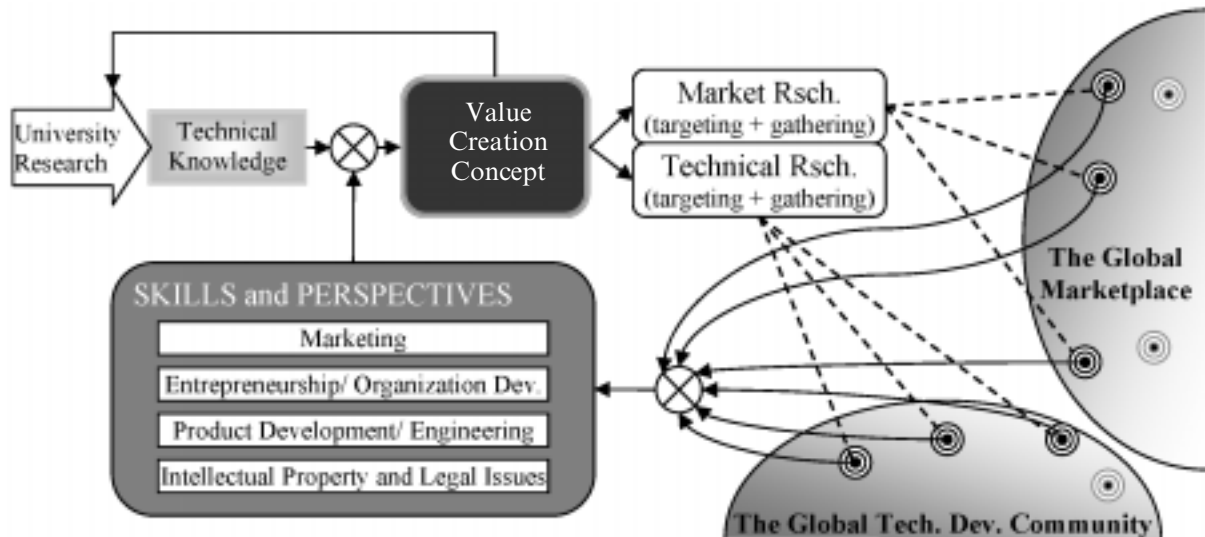 University
Research
Technical
Knowledge
Value
Creation
Concept
Market Rsch.
(targeting + gathering)
Technical Rsch.
(targeting + gathering)
The Global
Marketplace
SKILLS and PERSPECTIVES
Marketing
Entrepreneurship/ Organization Dev.
Product Development/ Engineering
Intellectual Property and Legal Issues
The Global Tech. Dev. Community